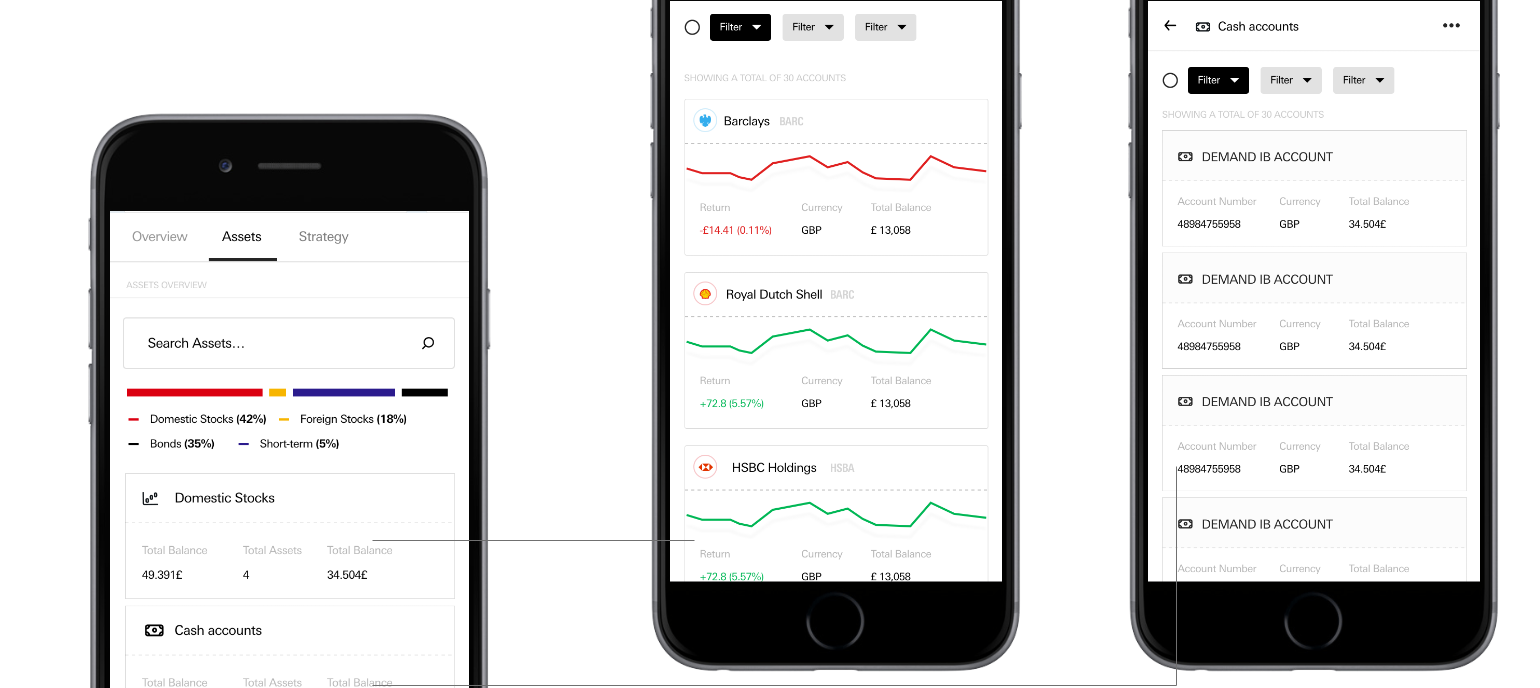 Overview Assets Strategy
ASSETS OVERVIEW
Search Assets...
Domestic Stocks (42%) Foreign Stocks (18%)
Bonds (35%) Short-term (5%)
Domestic Stocks
Total Balance Total Assets Total Balance
49.391£ 4 34.504£
Cash accounts
Total Balance Total Assets Total Balance
Filter Filter Filter
SHOWING A TOTAL OF 30 ACCOUNTS
Barclays BARC
Return Currency Total Balance
-£14.41 (0.11%) GBP £ 13,058
Royal Dutch Shell BARC
Return Currency Total Balance
+72.8 (5.57%) GBP £ 13,058
HSBC Holdings HSBA
Return Currency Total Balance
+72.8 (5.57%) GBP £ 13,058
Cash accounts
Filter Filter Filter
SHOWING A TOTAL OF 30 ACCOUNTS
DEMAND IB ACCOUNT
Account Number Currency Total Balance
48984755958 GBP 34.504£
DEMAND IB ACCOUNT
Account Number Currency Total Balance
48984755958 GBP 34.504£
DEMAND IB ACCOUNT
Account Number Currency Total Balance
48984755958 GBP 34.504£
DEMAND IB ACCOUNT
Account Number Currency Total Balance